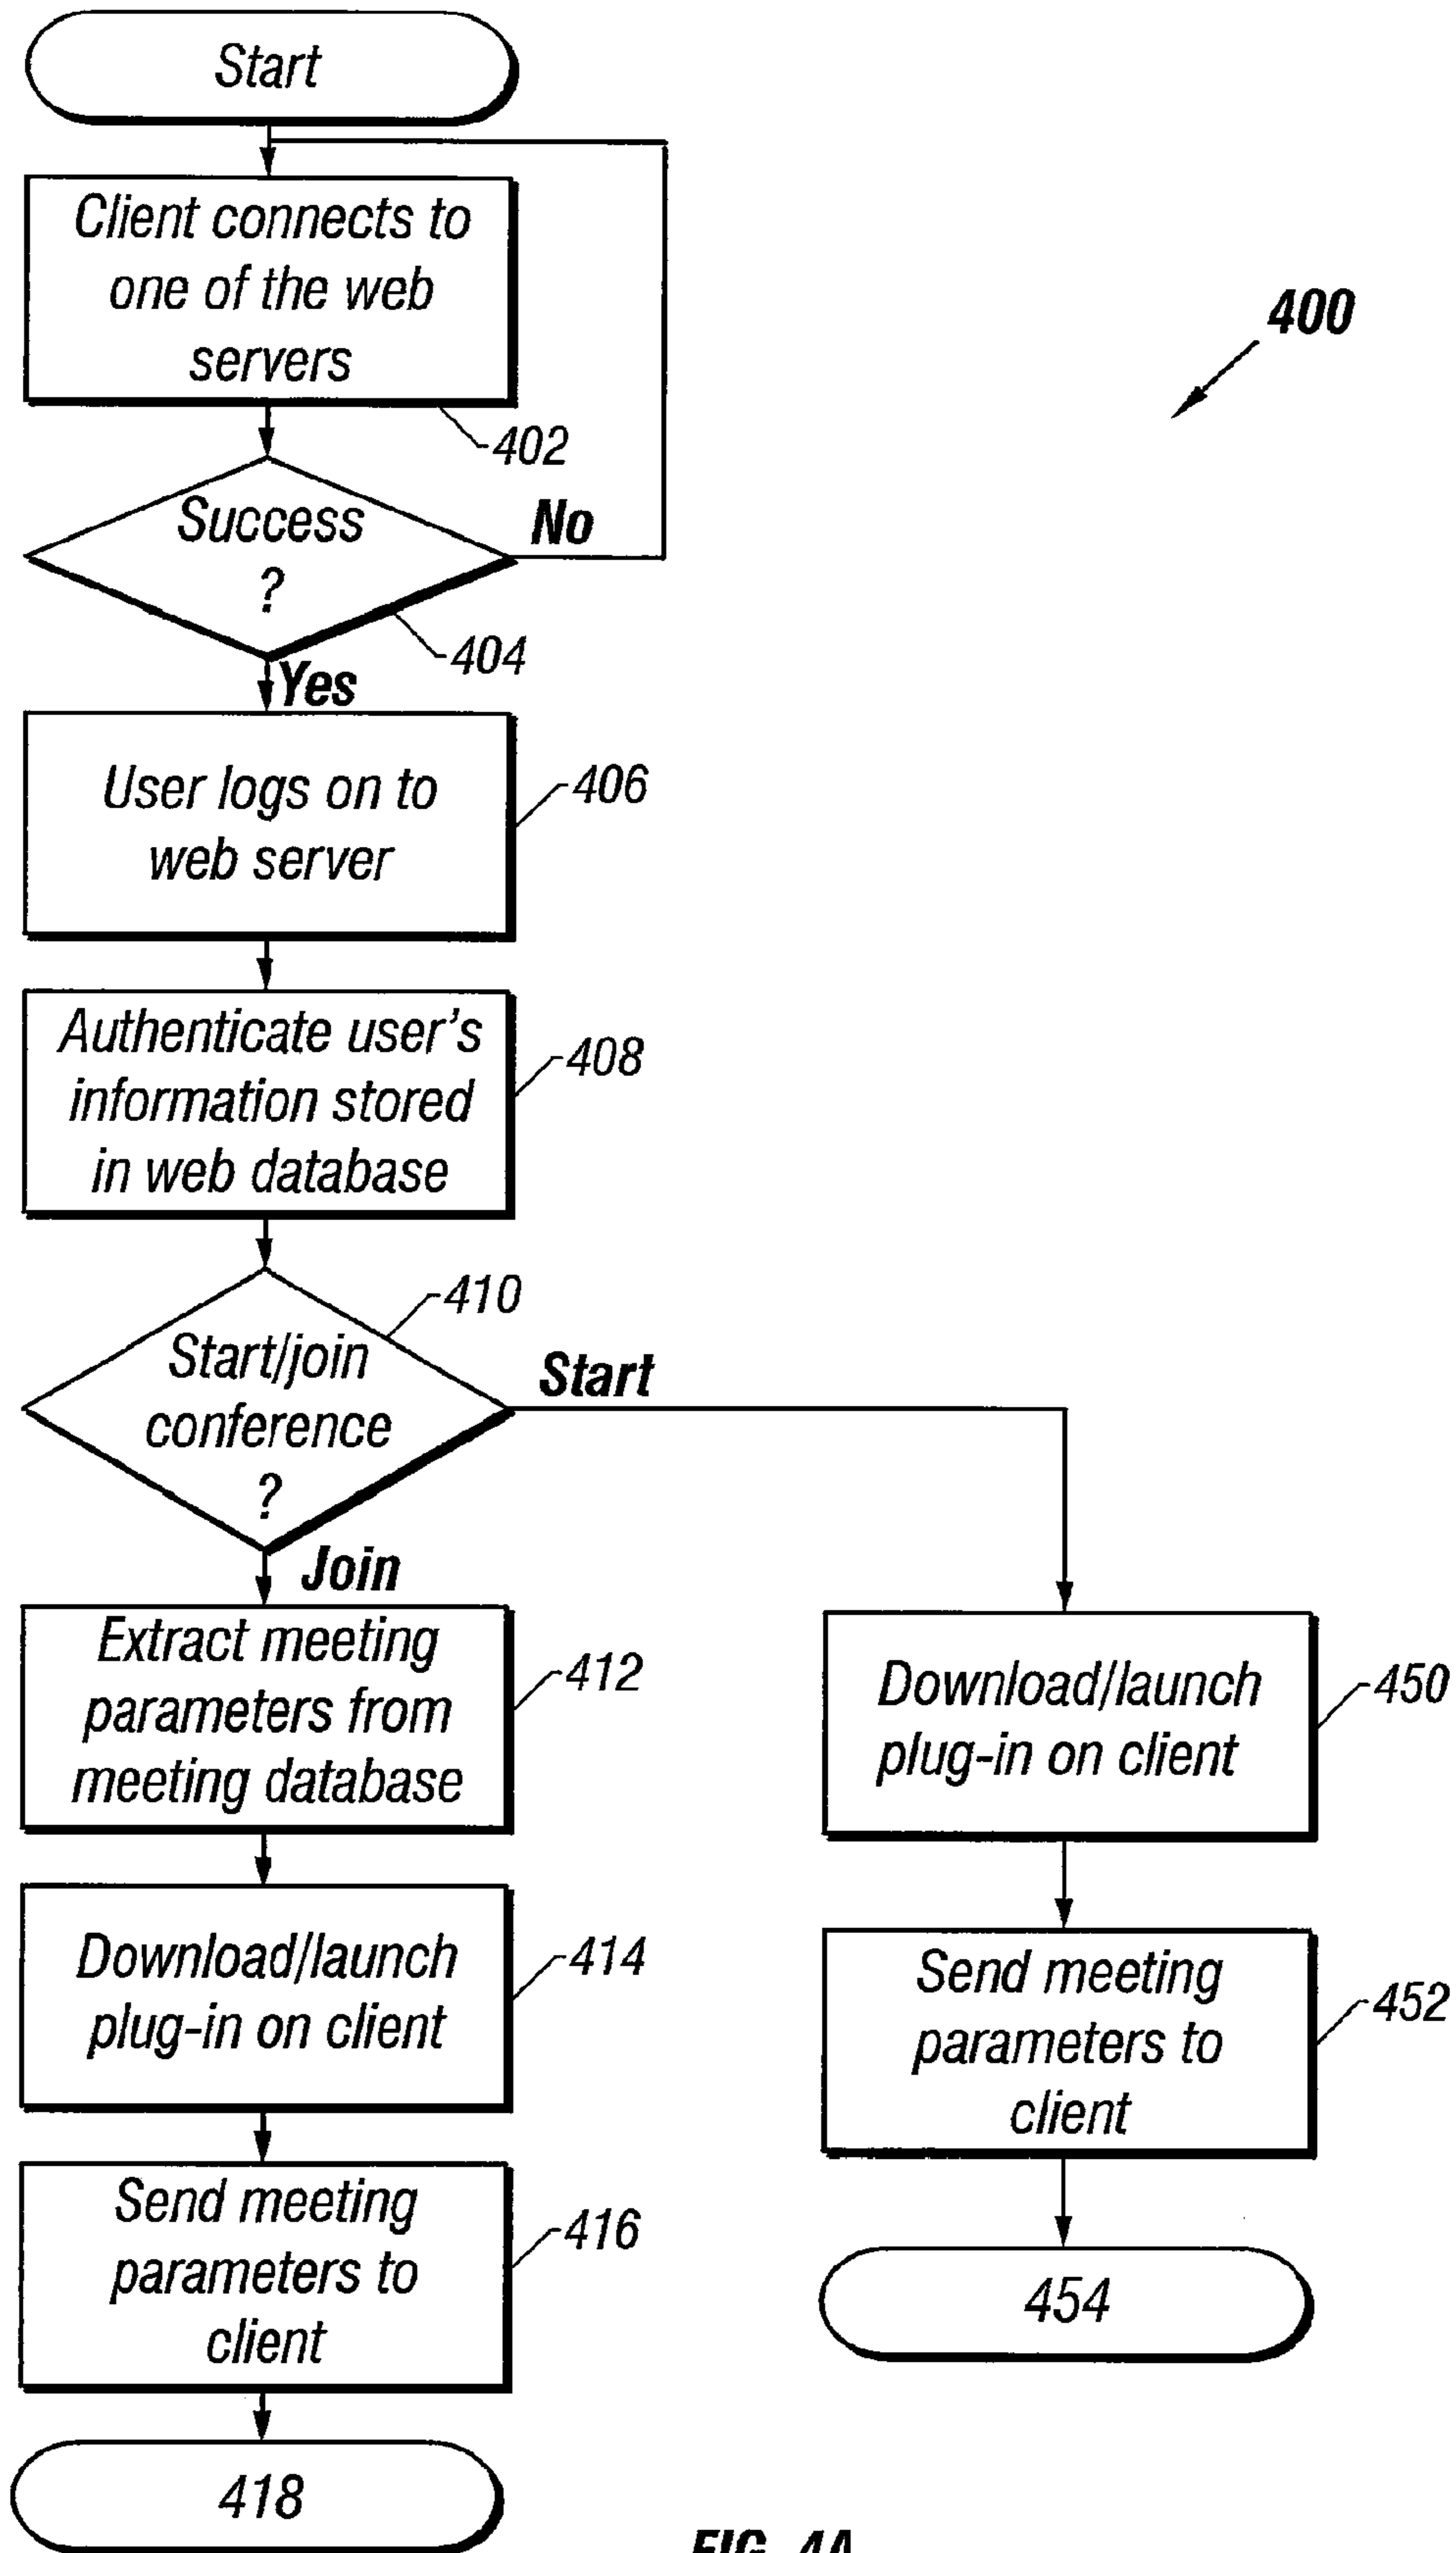 Start
Client connects to
one of the web
servers
400
402
Success
?
No
404
Yes
User logs on to
web server
406
Authenticate user's
information stored
in web database
408
410
Start/join
conference
?
Start
Join
Extract meeting
parameters from
meeting database
412
Download/launch
plug-in on client
414
Send meeting
parameters to
client
416
418
Download/launch
plug-in on client
450
Send meeting
parameters to
client
452
454
FIG. 4A